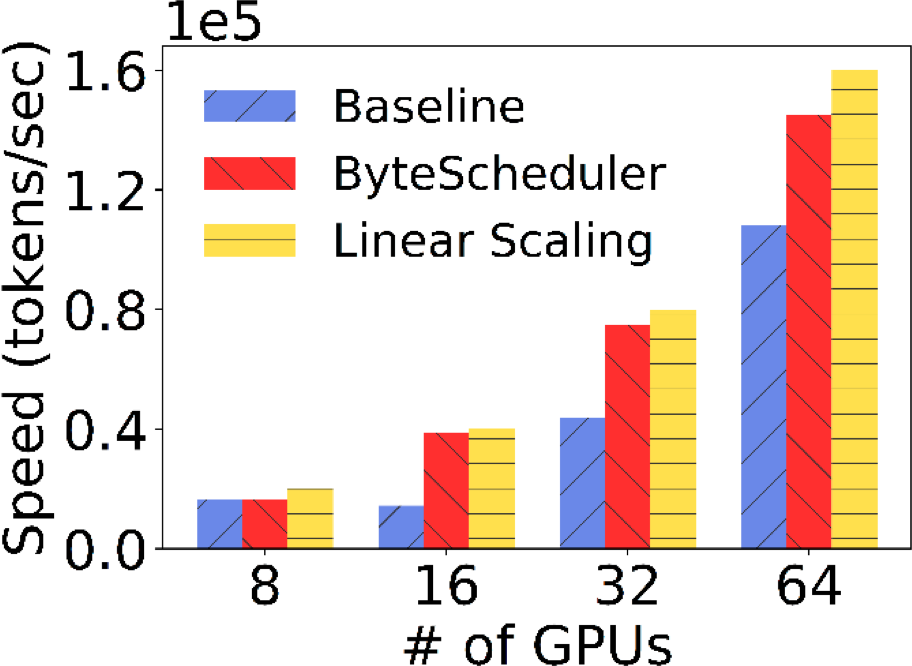 1e5
Speed (tokens/sec)
1.6
1.2
0.8
0.4
0.0
Baseline
ByteScheduler
Linear Scaling
8 16 32 64
# of GPUs